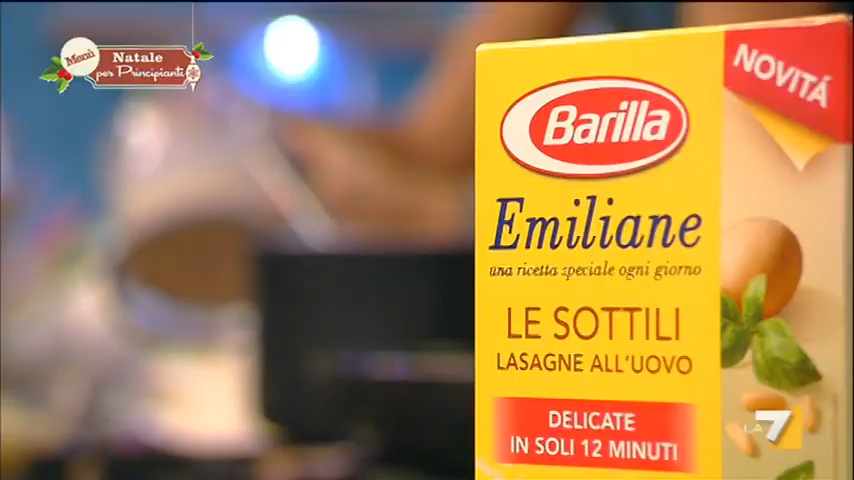 Menù
Natale
per Principianti
NOVITÁ
Barilla
Emiliane
una ricetta speciale ogni giorno
LE SOTTILI
LASAGNE ALL'UOVO
DELICATE
IN SOLI 12 MINUTI
LA7